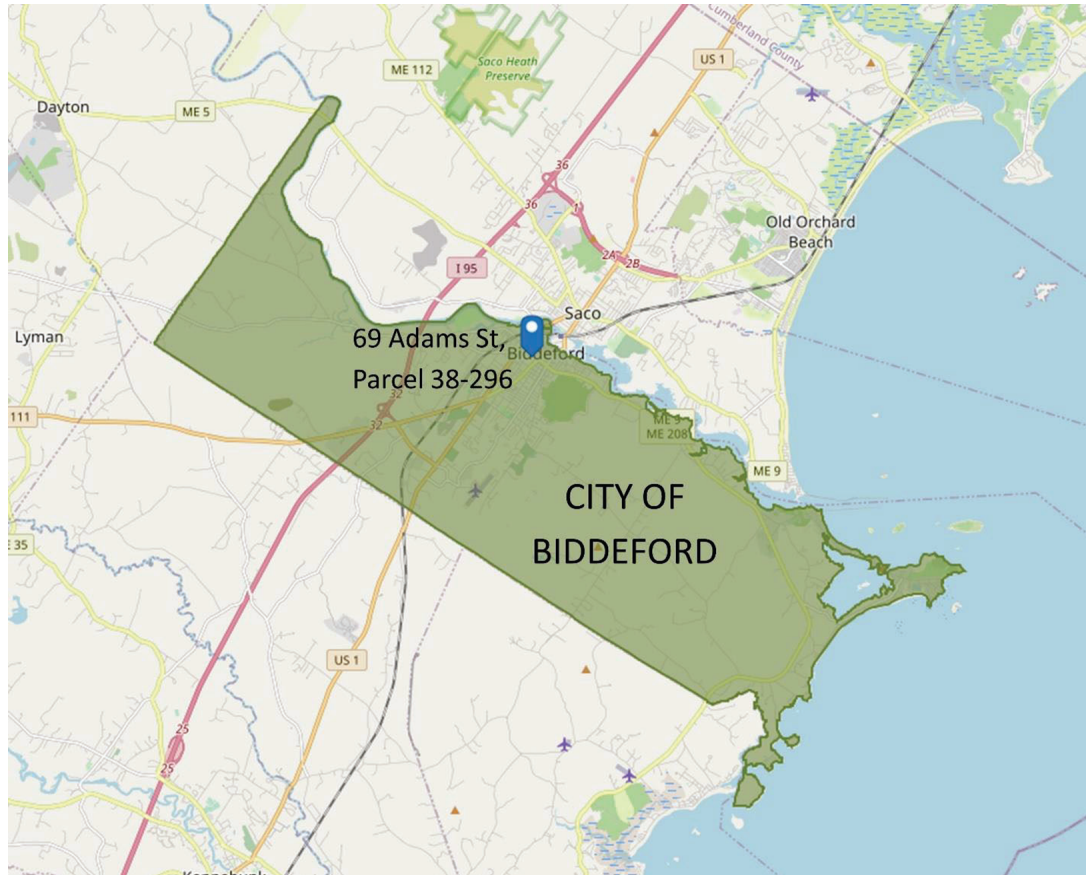 Cumberland County
US 1
Saco Heath
Preserve
ME 112
Dayton
ME 5
36
36
1
2A
2B
Old Orchard
Beach
I 95
Saco
Lyman
69 Adams St,
Biddeford
Parcel 38-296
32
32
111
ME 9
ME 208
ME 9
CITY OF
BIDDEFORD
E 35
US 1
25
25